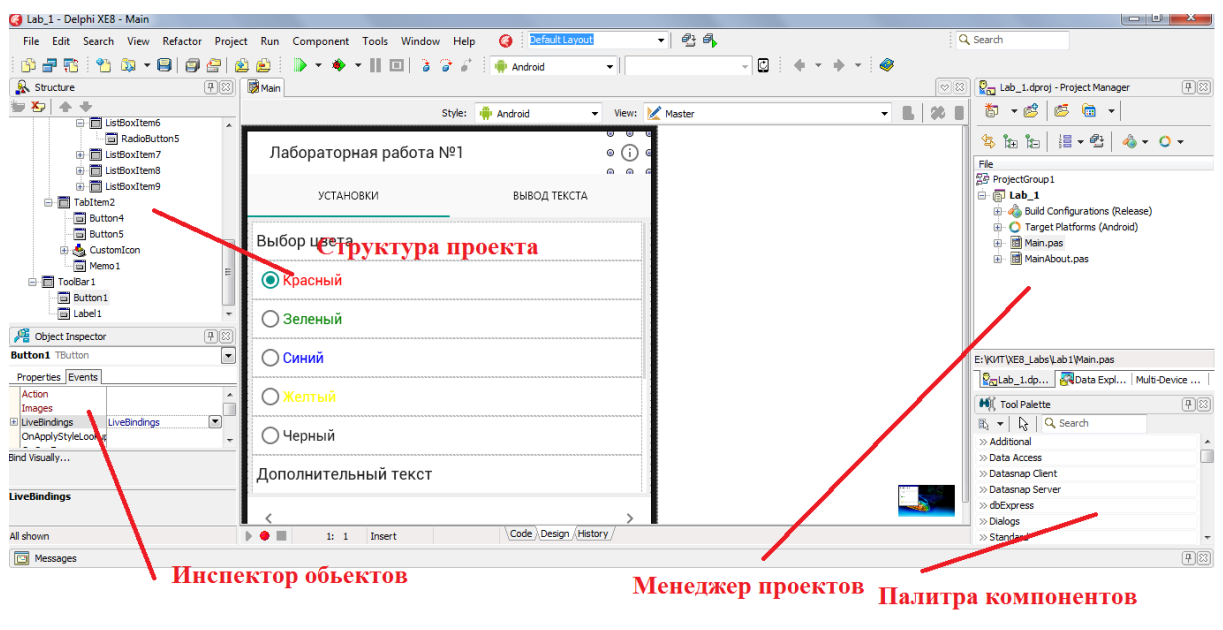 Lab_1 - Delphi XE8 - Main
File Edit Search View Refactor Project Run Component Tools Window Help Default Layout Search
Android
Structure
ListBoxItem6
RadioButton5
ListBoxItem7
ListBoxItem8
ListBoxItem9
TabItem2
Button4
Button5
CustomIcon
Memo1
ToolBar1
Button1
Label1
Object Inspector
Button1 TButton
Properties Events
Action
Images
LiveBindings LiveBindings
Bind Visually...
LiveBindings
All shown
Main
Style: Android View: Master
Лабораторная работа №1
УСТАНОВКИ ВЫВОД ТЕКСТА
Выбор цвета
Структура проекта
Красный
Зеленый
Синий
Желтый
Черный
Дополнительный текст
1: 1 Insert Code Design History
Lab_1.dproj - Project Manager
File
ProjectGroup1
Lab_1
Build Configurations (Release)
Target Platforms (Android)
Main.pas
MainAbout.pas
E:\КИТ\XE8_Labs\Lab1\Main.pas
Lab_1.dp... Data Expl... Multi-Device ...
Tool Palette
Search
Additional
Data Access
Datasnap Client
Datasnap Server
dbExpress
Dialogs
Standard
Messages
Инспектор обьектов
Менеджер проектов
Палитра компонентов